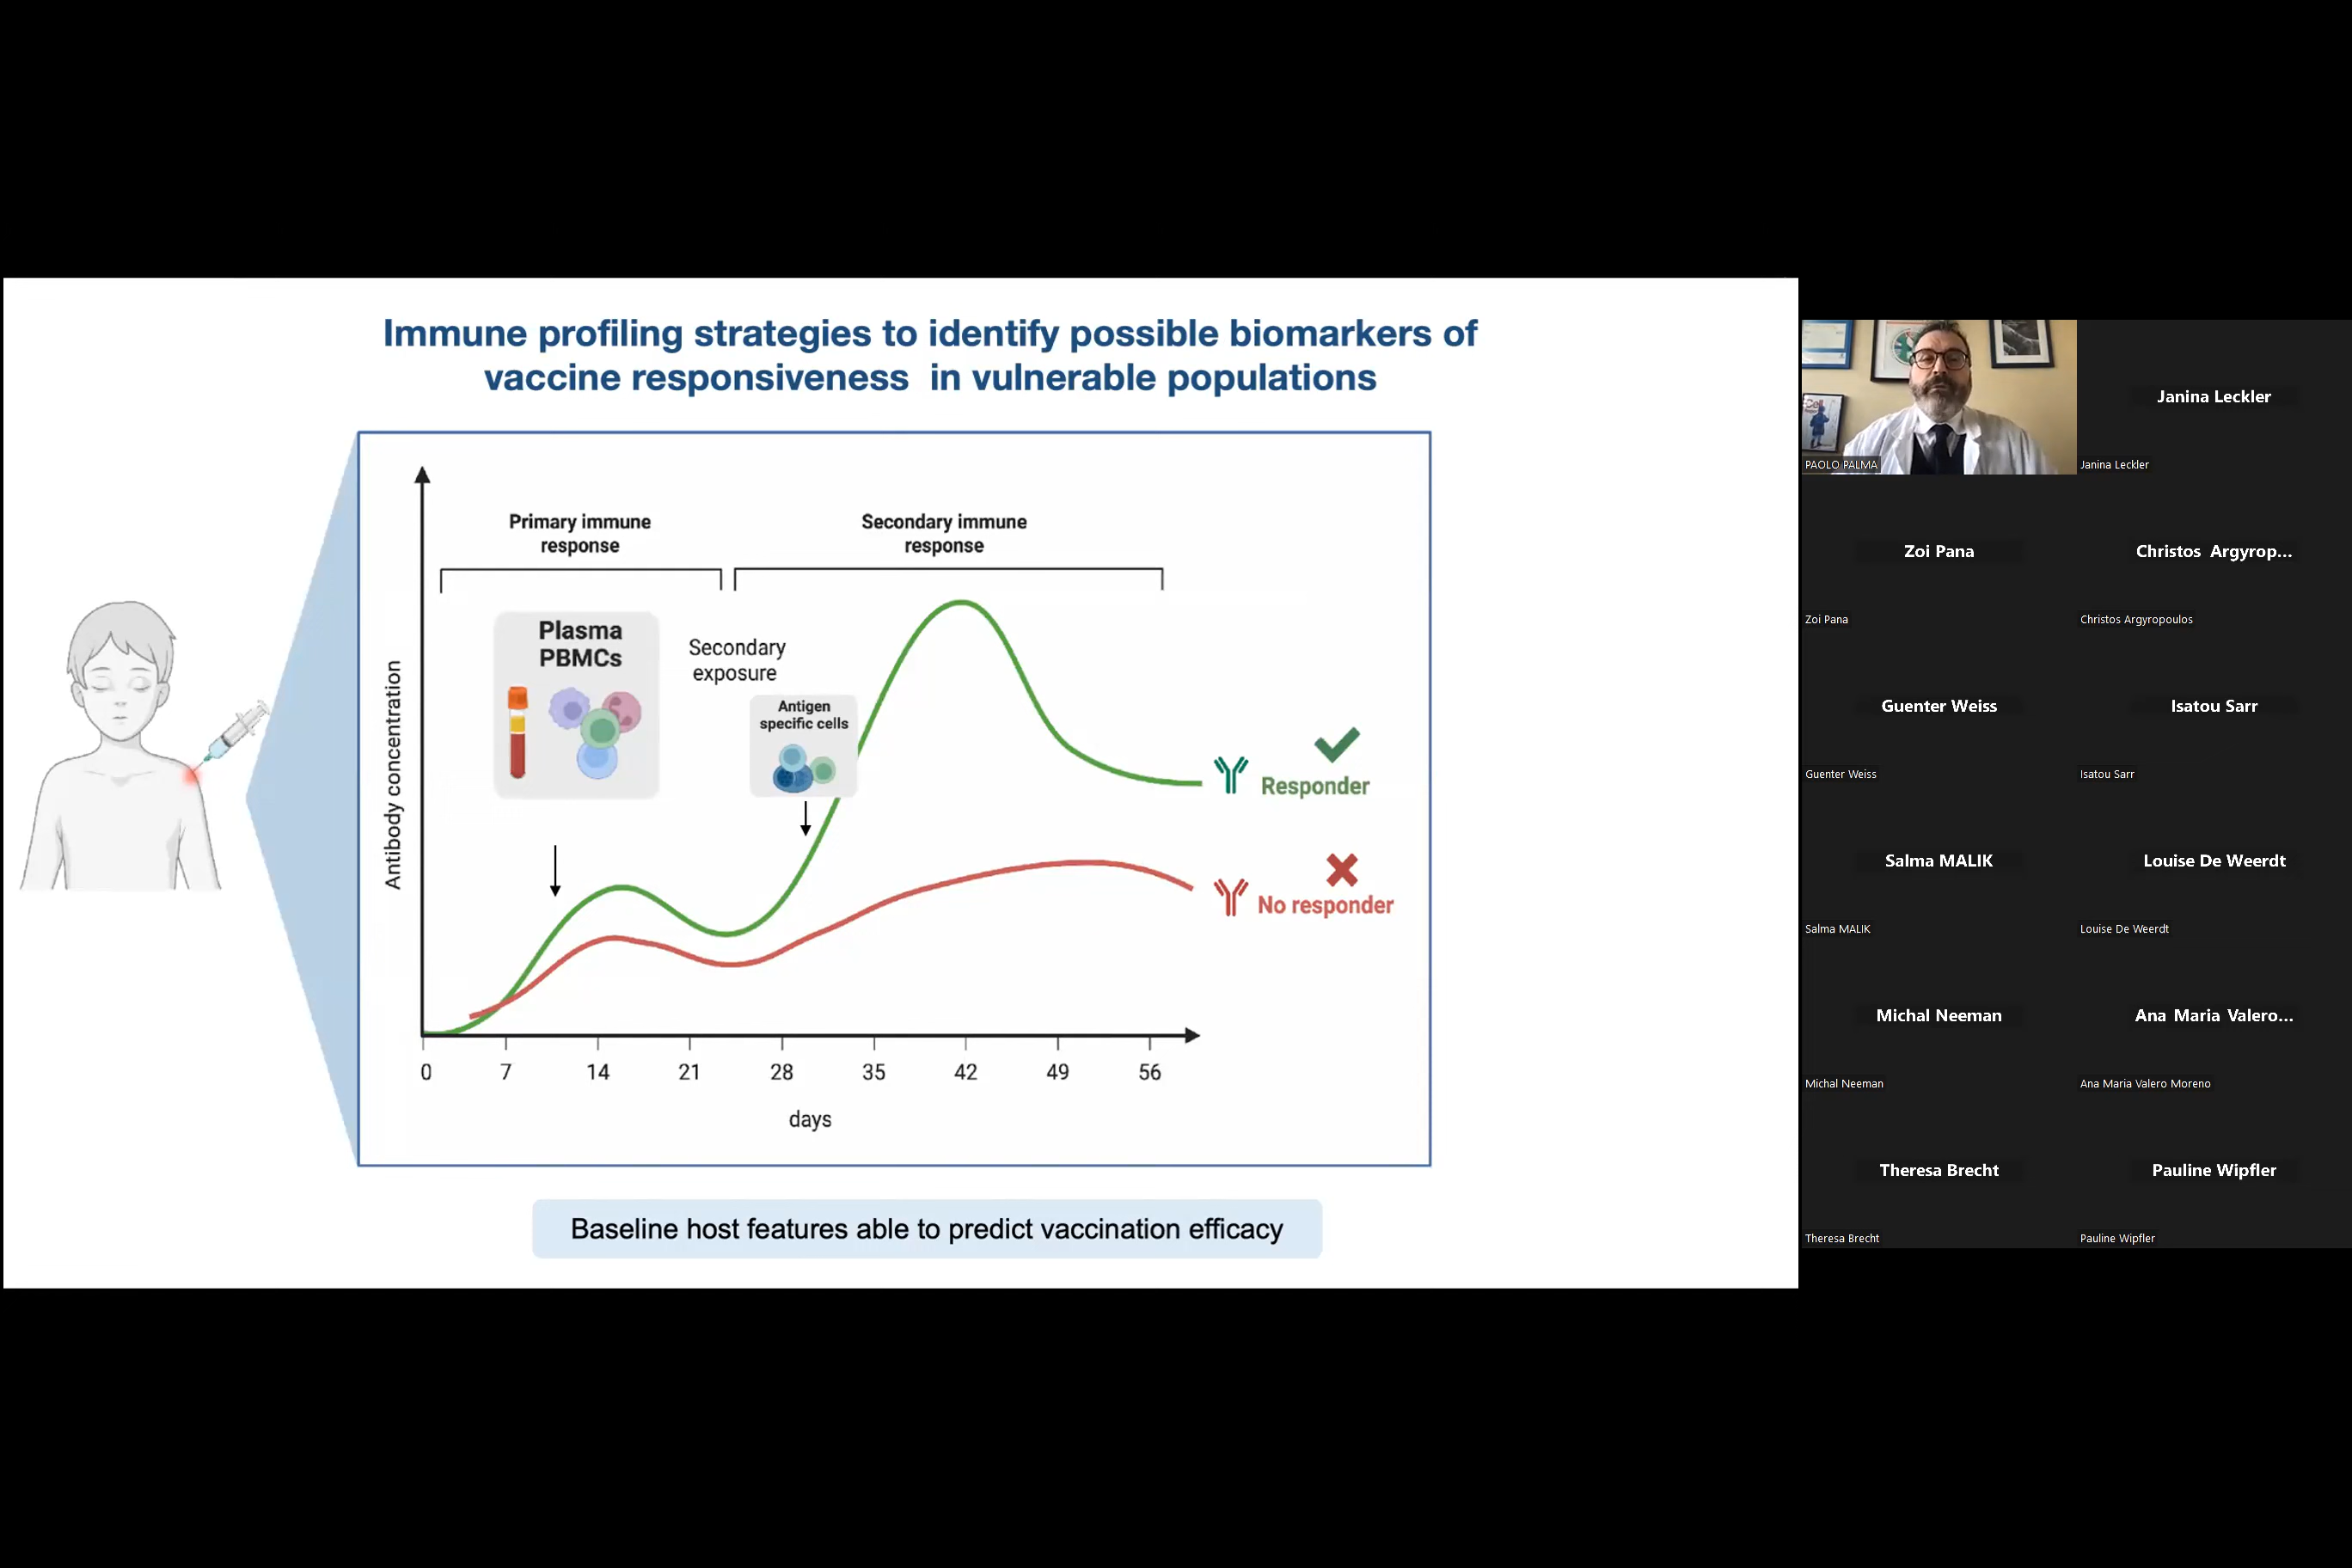 Immune profiling strategies to identify possible biomarkers of
vaccine responsiveness in vulnerable populations
Primary immune
response
Secondary immune
response
Plasma
PBMCs
Secondary
exposure
Antigen
specific cells
Antibody concentration
Responder
No responder
0 7 14 21 28 35 42 49 56
days
Baseline host features able to predict vaccination efficacy
PAOLO PALMA
Janina Leckler
Janina Leckler
Zoi Pana
Zoi Pana
Christos Argyrop...
Christos Argyropoulos
Guenter Weiss
Guenter Weiss
Isatou Sarr
Isatou Sarr
Salma MALIK
Salma MALIK
Louise De Weerdt
Louise De Weerdt
Michal Neeman
Michal Neeman
Ana Maria Valero...
Ana Maria Valero Moreno
Theresa Brecht
Theresa Brecht
Pauline Wipfler
Pauline Wipfler